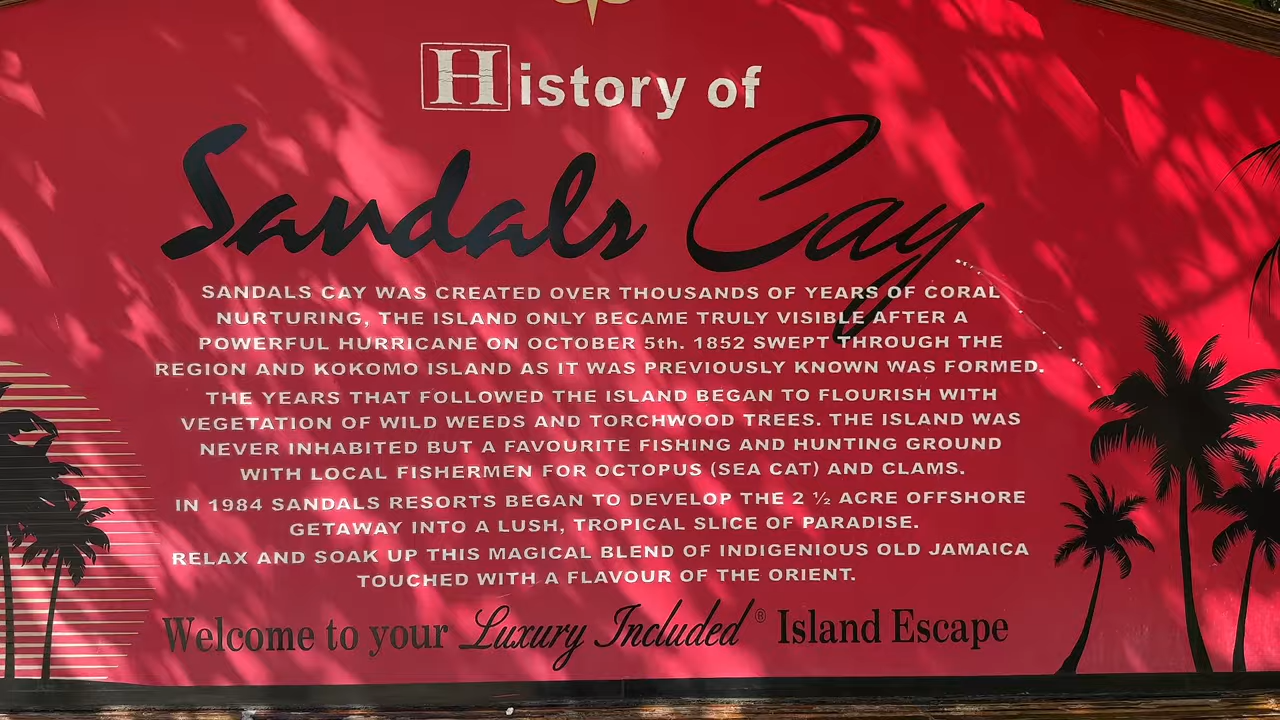 History of
Sandals Cay
SANDALS CAY WAS CREATED OVER THOUSANDS OF YEARS OF CORAL
NURTURING, THE ISLAND ONLY BECAME TRULY VISIBLE AFTER A
POWERFUL HURRICANE ON OCTOBER 5th. 1852 SWEPT THROUGH THE
REGION AND KOKOMO ISLAND AS IT WAS PREVIOUSLY KNOWN WAS FORMED.
THE YEARS THAT FOLLOWED THE ISLAND BEGAN TO FLOURISH WITH
VEGETATION OF WILD WEEDS AND TORCHWOOD TREES. THE ISLAND WAS
NEVER INHABITED BUT A FAVOURITE FISHING AND HUNTING GROUND
WITH LOCAL FISHERMEN FOR OCTOPUS (SEA CAT) AND CLAMS.
IN 1984 SANDALS RESORTS BEGAN TO DEVELOP THE 2 ½ ACRE OFFSHORE
GETAWAY INTO A LUSH, TROPICAL SLICE OF PARADISE.
RELAX AND SOAK UP THIS MAGICAL BLEND OF INDIGENIOUS OLD JAMAICA
TOUCHED WITH A FLAVOUR OF THE ORIENT.
Welcome to your Luxury Included® Island Escape